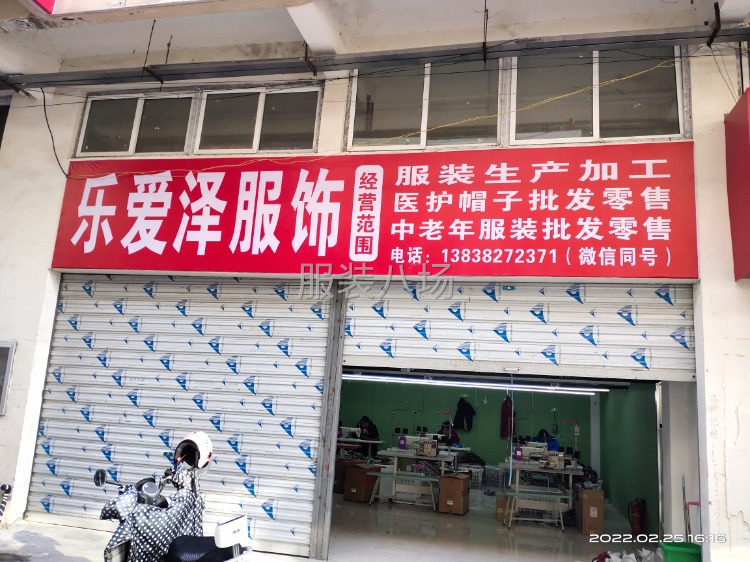 乐爱泽服饰
经营范围
服装生产加工
医护帽子批发零售
中老年服装批发零售
电话：13838272371（微信同号）
服装八场
2022.02.25 16:16